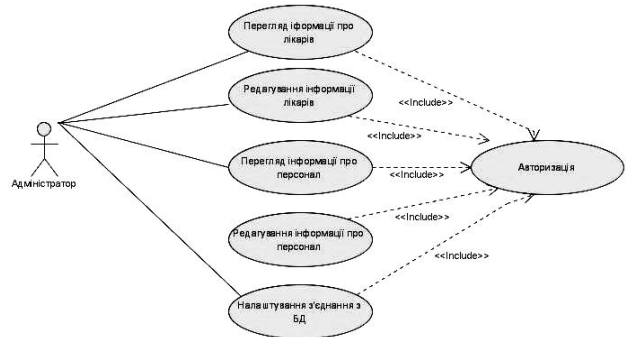 Перегляд іформації про
лікарів
Редагування інформації
лікарів
<<Include>>
<<Include>>
Адміністратор
Перегляд інформації про
персонал
<<Include>>
Авторизація
Редагування інформації про
персонал
<<Include>>
<<Include>>
Налаштування з'єднання з
БД